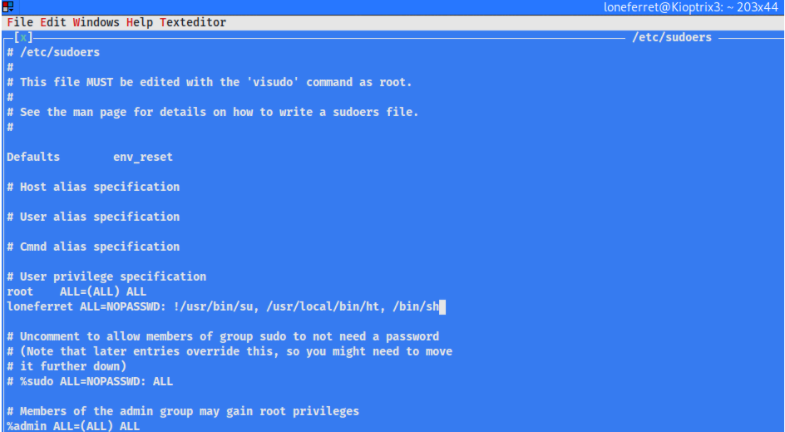 loneferret@Kioptrix3: ~ 203x44
File Edit Windows Help Texteditor
[x] /etc/sudoers
# /etc/sudoers
#
# This file MUST be edited with the 'visudo' command as root.
#
# See the man page for details on how to write a sudoers file.
#
Defaults        env_reset
# Host alias specification
# User alias specification
# Cmnd alias specification
# User privilege specification
root    ALL=(ALL) ALL
loneferret ALL=NOPASSWD: !/usr/bin/su, /usr/local/bin/ht, /bin/sh
# Uncomment to allow members of group sudo to not need a password
# (Note that later entries override this, so you might need to move
# it further down)
# %sudo ALL=NOPASSWD: ALL
# Members of the admin group may gain root privileges
%admin ALL=(ALL) ALL